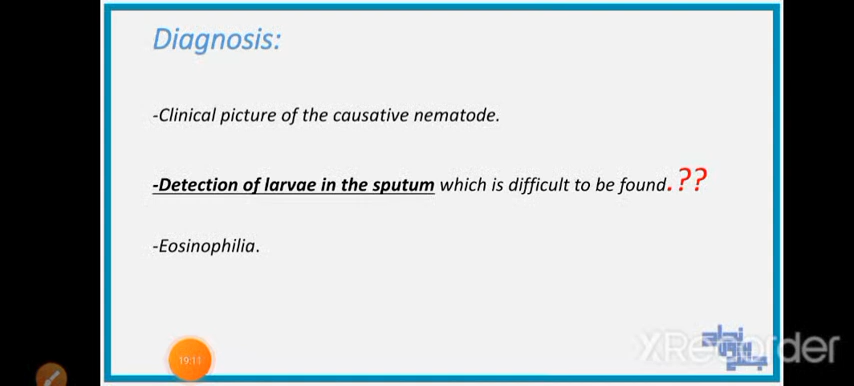 Diagnosis:
-Clinical picture of the causative nematode.
-Detection of larvae in the sputum which is difficult to be found.??
-Eosinophilia.
19:11
XRecorder